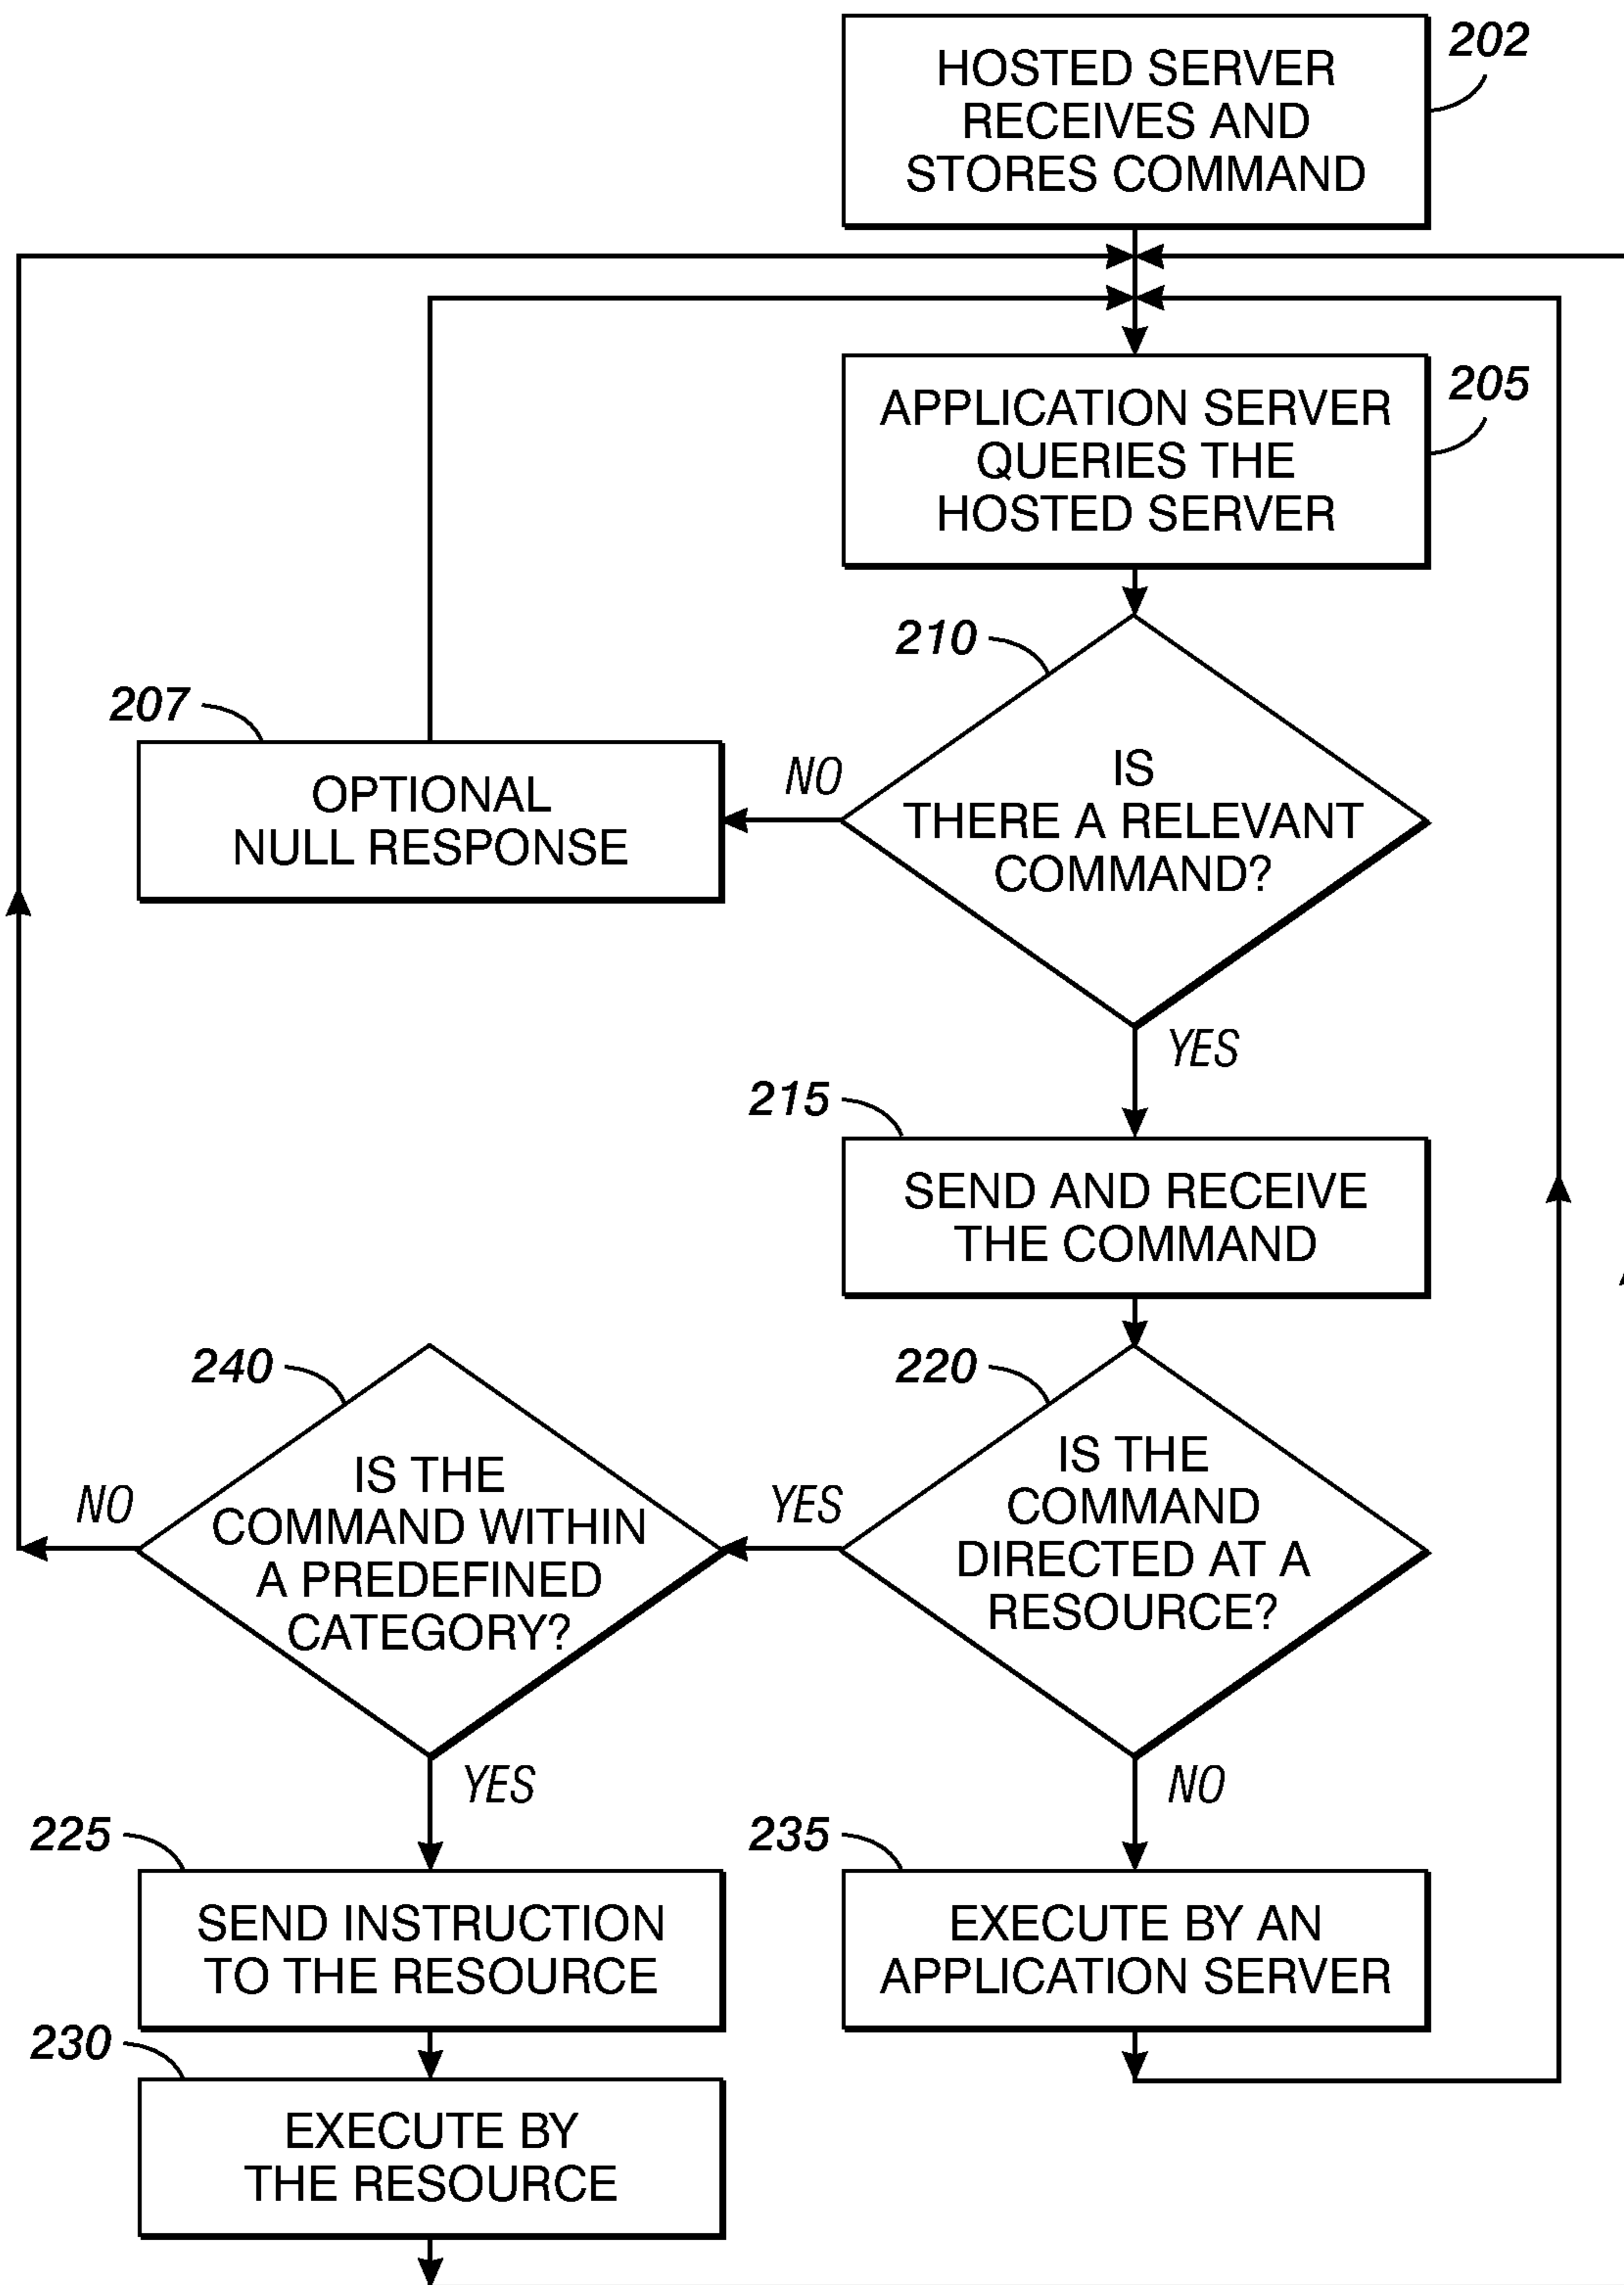 HOSTED SERVER
RECEIVES AND
STORES COMMAND
202
APPLICATION SERVER
QUERIES THE
HOSTED SERVER
205
210
IS
THERE A RELEVANT
COMMAND?
NO
207
OPTIONAL
NULL RESPONSE
YES
215
SEND AND RECEIVE
THE COMMAND
220
IS THE
COMMAND
DIRECTED AT A
RESOURCE?
YES
240
IS THE
COMMAND WITHIN
A PREDEFINED
CATEGORY?
NO
YES
NO
225
SEND INSTRUCTION
TO THE RESOURCE
235
EXECUTE BY AN
APPLICATION SERVER
230
EXECUTE BY
THE RESOURCE